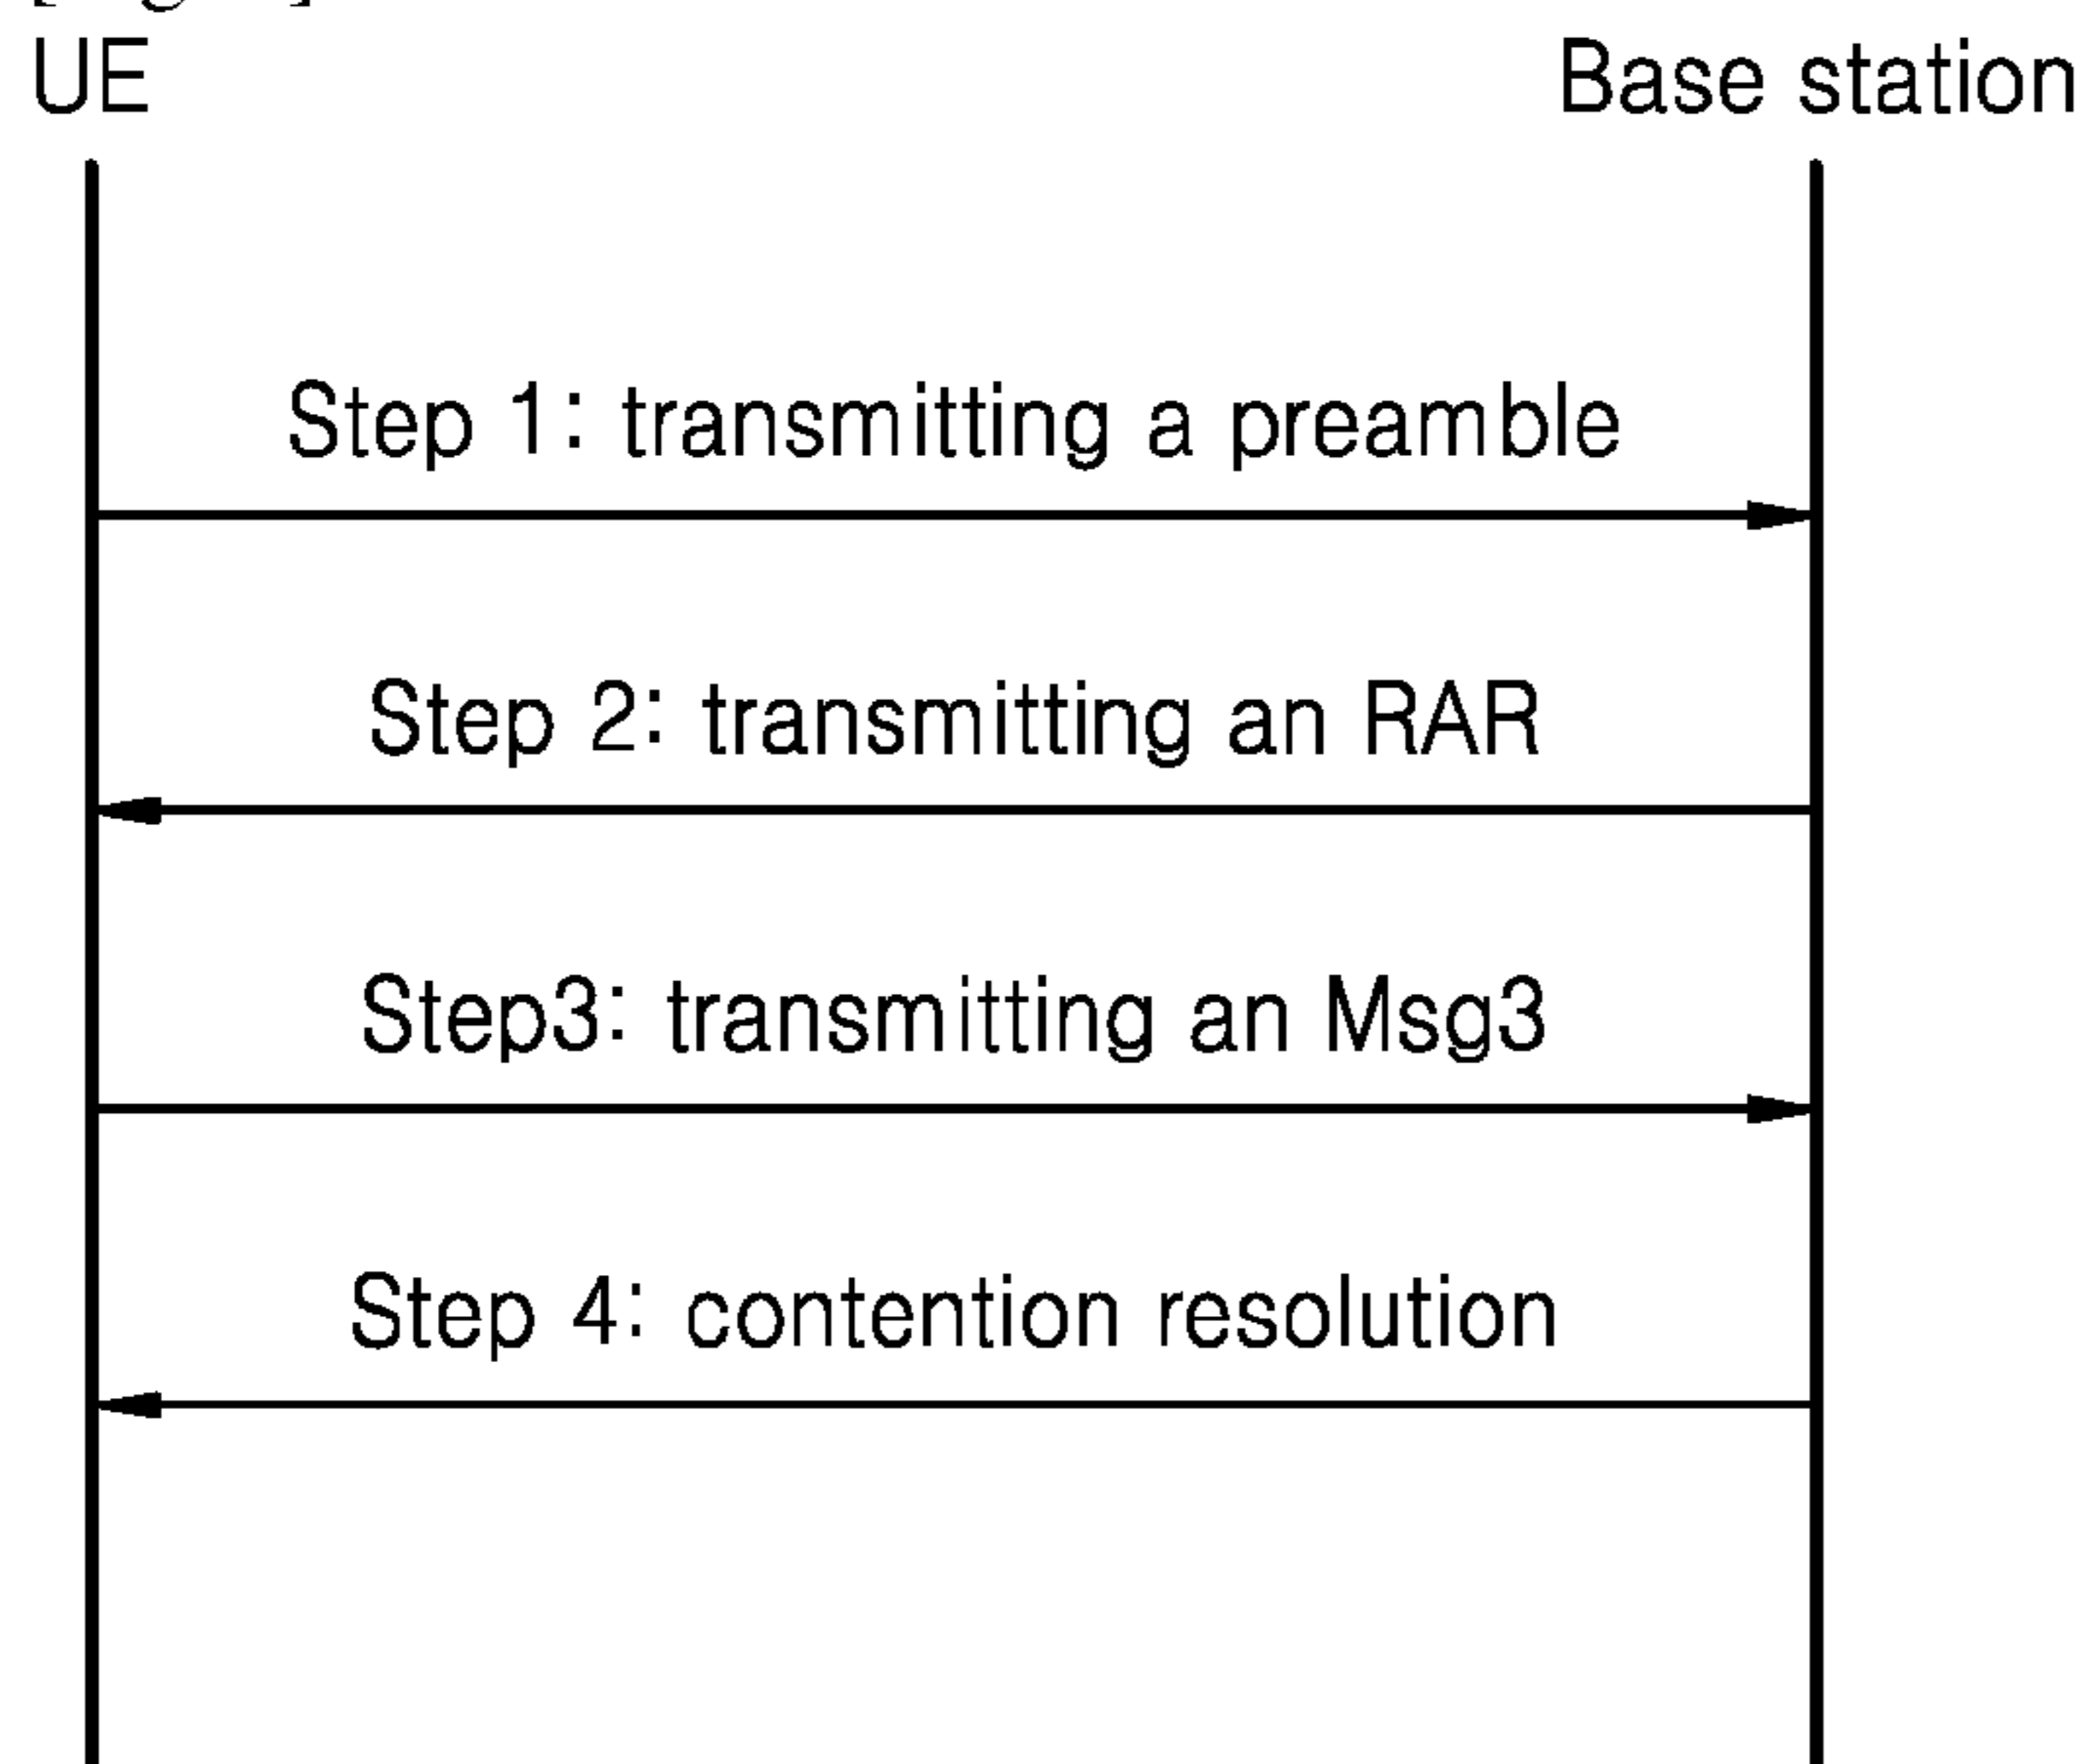 UE
Base station
Step 1: transmitting a preamble
Step 2: transmitting an RAR
Step3: transmitting an Msg3
Step 4: contention resolution